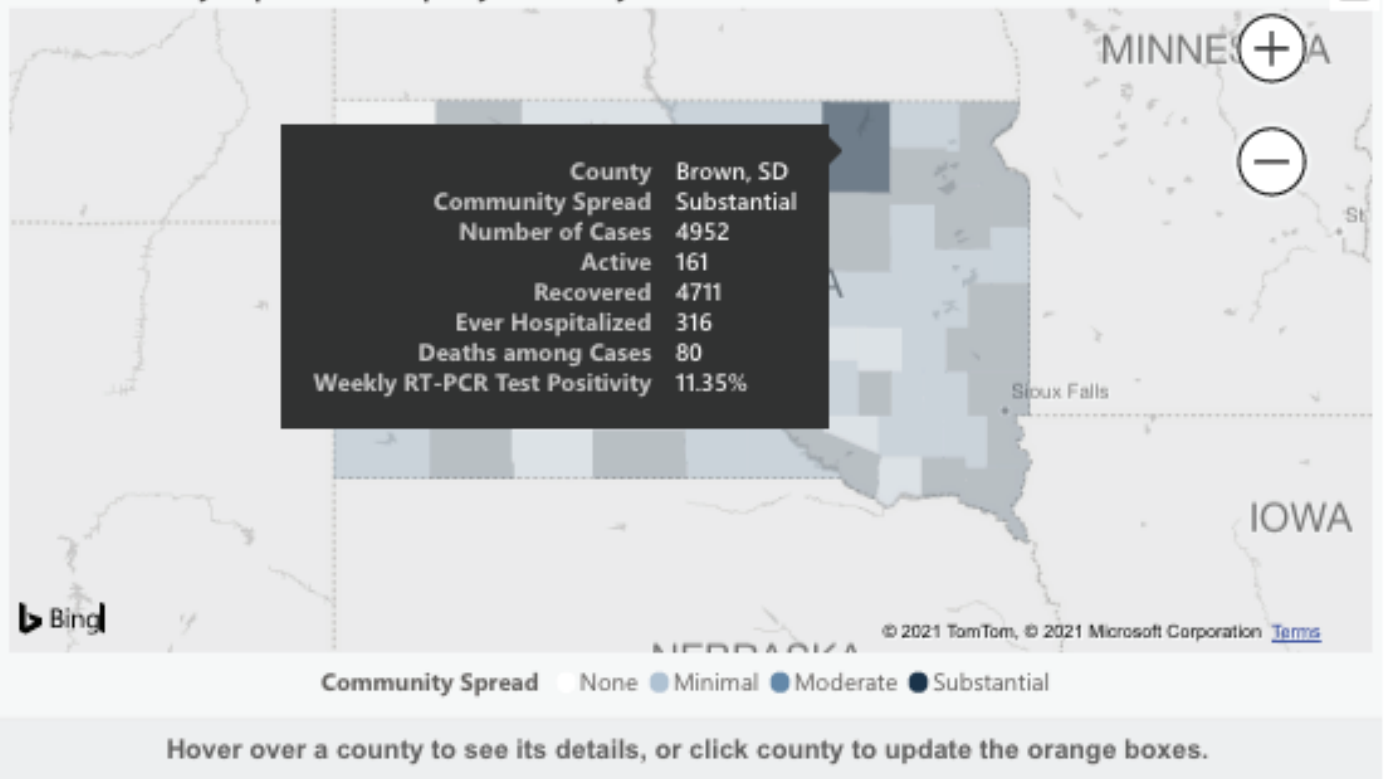 MINNES A
County Brown, SD
Community Spread Substantial
Number of Cases 4952
Active 161
Recovered 4711
Ever Hospitalized 316
Deaths among Cases 80
Weekly RT-PCR Test Positivity 11.35%
A
St
Sioux Falls
IOWA
Bing
© 2021 TomTom, © 2021 Microsoft Corporation Terms
NEBRASKA
Community Spread None Minimal Moderate Substantial
Hover over a county to see its details, or click county to update the orange boxes.